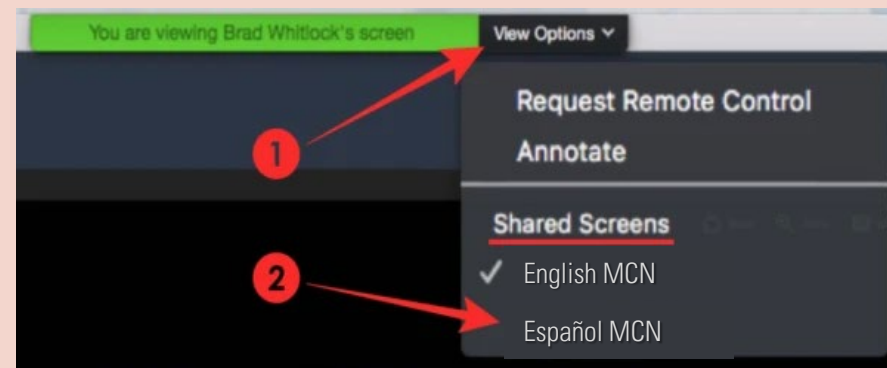 You are viewing Brad Whitlock's screen
View Options
1
Request Remote Control
Annotate
Shared Screens
2
✓ English MCN
Español MCN